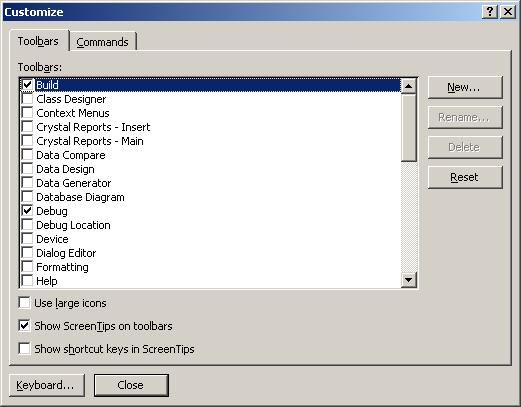 Customize
Toolbars
Commands
Toolbars:
Build
Class Designer
Context Menus
Crystal Reports - Insert
Crystal Reports - Main
Data Compare
Data Design
Data Generator
Database Diagram
Debug
Debug Location
Device
Dialog Editor
Formatting
Help
New...
Rename...
Delete
Reset
Use large icons
Show ScreenTips on toolbars
Show shortcut keys in ScreenTips
Keyboard...
Close